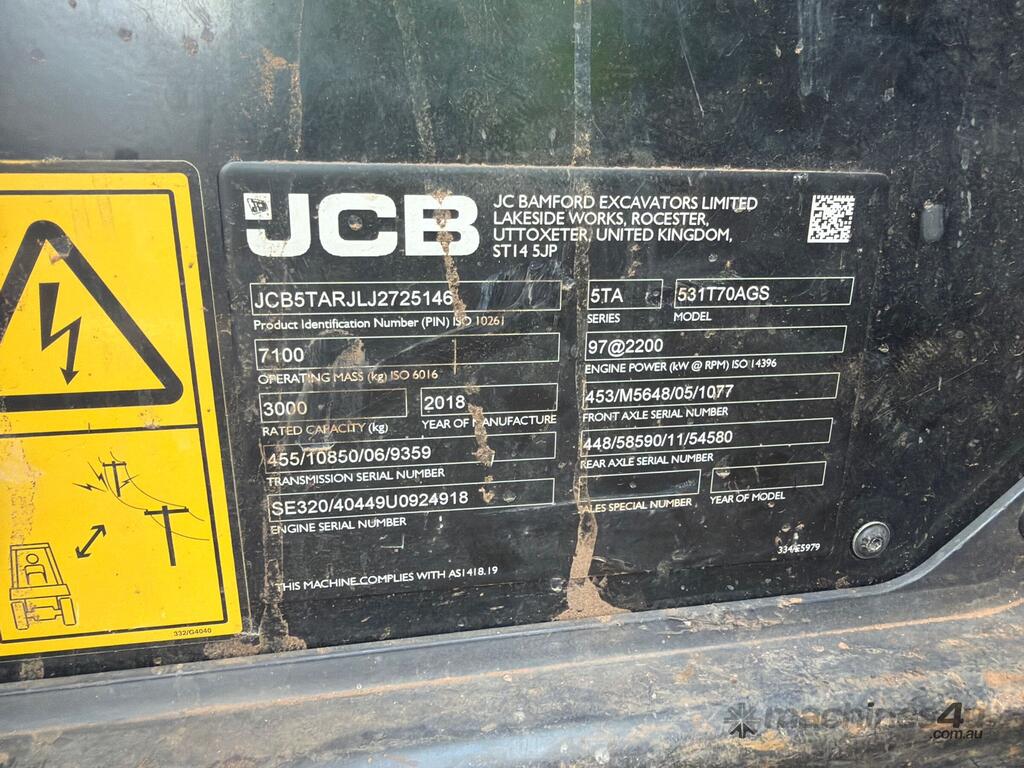 JCB
JC BAMFORD EXCAVATORS LIMITED
LAKESIDE WORKS, ROCESTER,
UTTOXETER, UNITED KINGDOM,
ST14 5JP
JCB5TARJLJ2725146
Product Identification Number (PIN) ISO 10261
5TA
SERIES
531T70AGS
MODEL
7100
OPERATING MASS (kg) ISO 6016
97@2200
ENGINE POWER (kW @ RPM) ISO 14396
3000
RATED CAPACITY (kg)
2018
YEAR OF MANUFACTURE
453/M5648/05/1077
FRONT AXLE SERIAL NUMBER
455/10850/06/9359
TRANSMISSION SERIAL NUMBER
448/58590/11/54580
REAR AXLE SERIAL NUMBER
SE320/40449U0924918
ENGINE SERIAL NUMBER
SALES SPECIAL NUMBER
YEAR OF MODEL
334/E5979
THIS MACHINE COMPLIES WITH AS1418.19
332/G4040
machines4u
.com.au